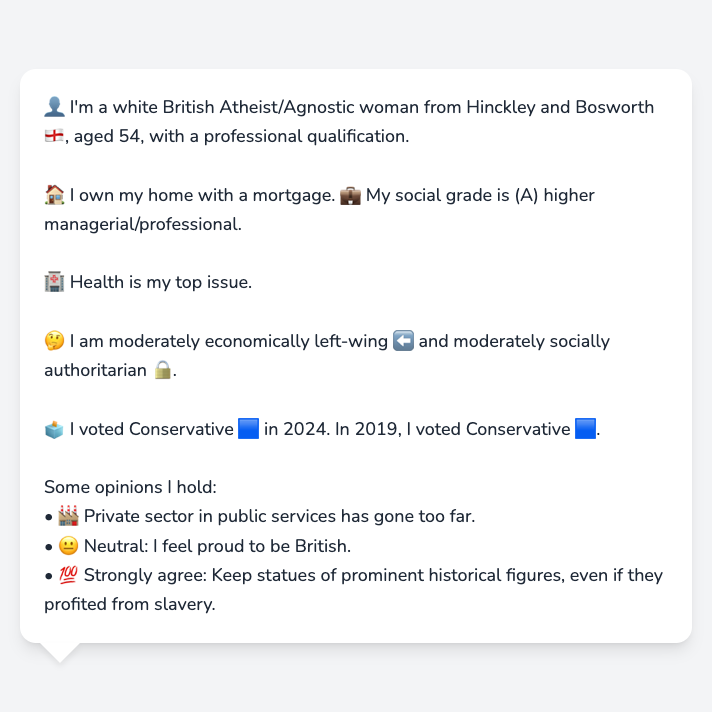 👤 I'm a white British Atheist/Agnostic woman from Hinckley and Bosworth
🏴󠁧󠁢󠁥󠁮󠁧󠁿, aged 54, with a professional qualification.
🏠 I own my home with a mortgage. 💼 My social grade is (A) higher
managerial/professional.
🏥 Health is my top issue.
🤔 I am moderately economically left-wing ⬅️ and moderately socially
authoritarian 🔒.
🗳️ I voted Conservative 🟦 in 2024. In 2019, I voted Conservative 🟦.
Some opinions I hold:
• 🏭 Private sector in public services has gone too far.
• 😐 Neutral: I feel proud to be British.
• 💯 Strongly agree: Keep statues of prominent historical figures, even if they
profited from slavery.